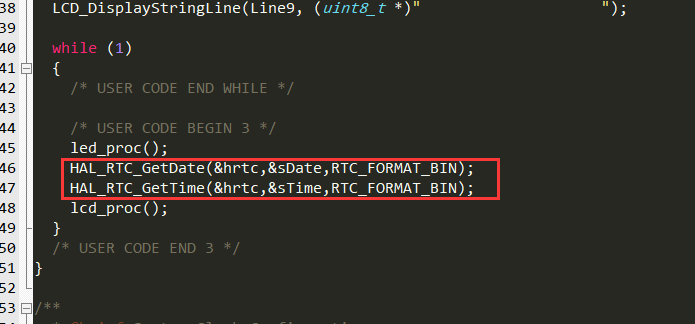 38 LCD_DisplayStringLine(Line9, (uint8_t *)"                    ");
39
40 while (1)
41 {
42 /* USER CODE END WHILE */
43
44 /* USER CODE BEGIN 3 */
45 led_proc();
46 HAL_RTC_GetDate(&hrtc,&sDate,RTC_FORMAT_BIN);
47 HAL_RTC_GetTime(&hrtc,&sTime,RTC_FORMAT_BIN);
48 lcd_proc();
49 }
50 /* USER CODE END 3 */
51 }
52
53 /**